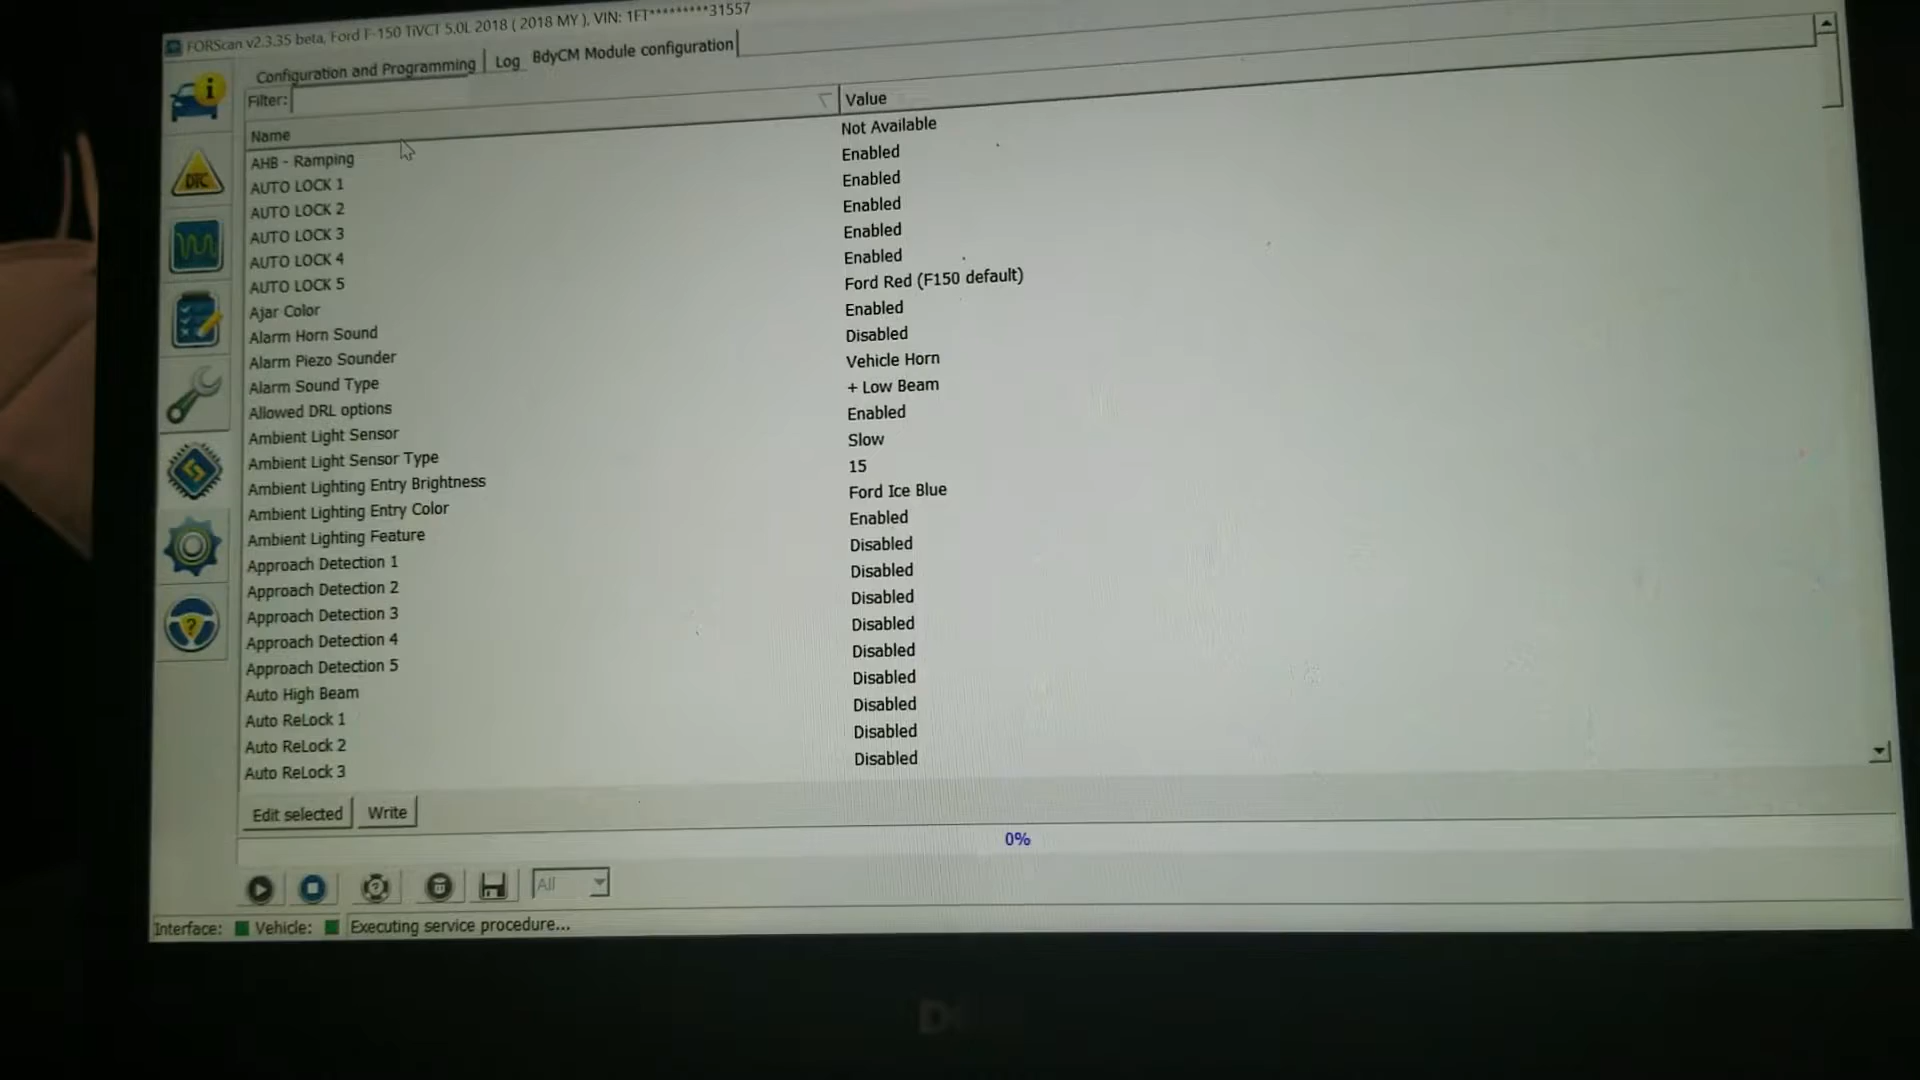 FORScan v2.3.35 beta, Ford F-150 TiVCT 5.0L 2018 ( 2018 MY ), VIN: 1FT*********31557
Configuration and Programming Log BdyCM Module configuration
Filter:
Name Value
AHB - Ramping Not Available
AUTO LOCK 1 Enabled
AUTO LOCK 2 Enabled
AUTO LOCK 3 Enabled
AUTO LOCK 4 Enabled
AUTO LOCK 5 Enabled
Ajar Color Ford Red (F150 default)
Alarm Horn Sound Enabled
Alarm Piezo Sounder Disabled
Alarm Sound Type Vehicle Horn
Allowed DRL options + Low Beam
Ambient Light Sensor Enabled
Ambient Light Sensor Type Slow
Ambient Lighting Entry Brightness 15
Ambient Lighting Entry Color Ford Ice Blue
Ambient Lighting Feature Enabled
Approach Detection 1 Disabled
Approach Detection 2 Disabled
Approach Detection 3 Disabled
Approach Detection 4 Disabled
Approach Detection 5 Disabled
Auto High Beam Disabled
Auto ReLock 1 Disabled
Auto ReLock 2 Disabled
Auto ReLock 3 Disabled
Edit selected Write
0%
All
Interface: Vehicle: Executing service procedure...
DTC